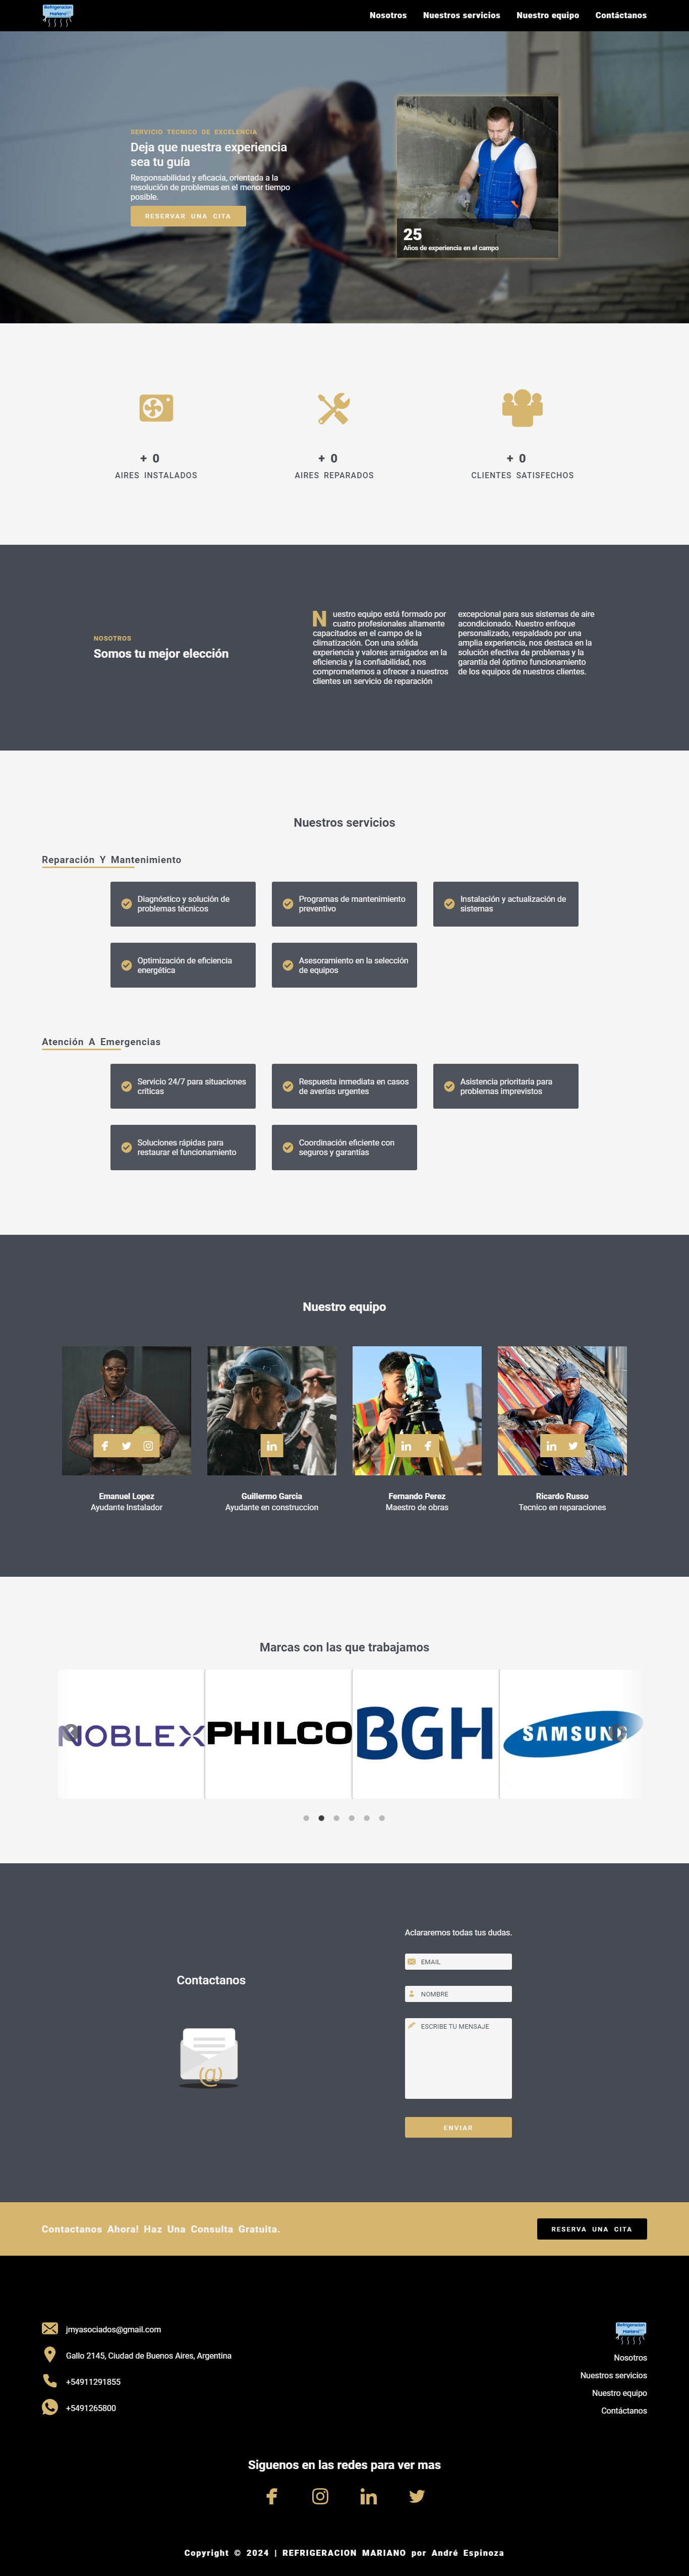 Refrigeracion
Mariano
Nosotros
Nuestros servicios
Nuestro equipo
Contáctanos
SERVICIO TECNICO DE EXCELENCIA
Deja que nuestra experiencia
sea tu guía
Responsabilidad y eficacia, orientada a la
resolución de problemas en el menor tiempo
posible.
RESERVAR UNA CITA
25
Años de experiencia en el campo
+ 0
AIRES INSTALADOS
+ 0
AIRES REPARADOS
+ 0
CLIENTES SATISFECHOS
NOSOTROS
Somos tu mejor elección
Nuestro equipo está formado por
cuatro profesionales altamente
capacitados en el campo de la
climatización. Con una sólida
experiencia y valores arraigados en la
eficiencia y la confiabilidad, nos
comprometemos a ofrecer a nuestros
clientes un servicio de reparación
excepcional para sus sistemas de aire
acondicionado. Nuestro enfoque
personalizado, respaldado por una
amplia experiencia, nos destaca en la
solución efectiva de problemas y la
garantía del óptimo funcionamiento
de los equipos de nuestros clientes.
Nuestros servicios
Reparación Y Mantenimiento
Diagnóstico y solución de
problemas técnicos
Programas de mantenimiento
preventivo
Instalación y actualización de
sistemas
Optimización de eficiencia
energética
Asesoramiento en la selección
de equipos
Atención A Emergencias
Servicio 24/7 para situaciones
críticas
Respuesta inmediata en casos
de averías urgentes
Asistencia prioritaria para
problemas imprevistos
Soluciones rápidas para
restaurar el funcionamiento
Coordinación eficiente con
seguros y garantías
Nuestro equipo
Emanuel Lopez
Ayudante Instalador
Guillermo Garcia
Ayudante en construccion
Fernando Perez
Maestro de obras
Ricardo Russo
Tecnico en reparaciones
Marcas con las que trabajamos
NOBLEX
PHILCO
BGH
SAMSUNG
Contactanos
@
Aclararemos todas tus dudas.
EMAIL
NOMBRE
ESCRIBE TU MENSAJE
ENVIAR
Contactanos Ahora! Haz Una Consulta Gratuita.
RESERVA UNA CITA
jmyasociados@gmail.com
Gallo 2145, Ciudad de Buenos Aires, Argentina
+54911291855
+5491265800
Refrigeracion
Mariano
Nosotros
Nuestros servicios
Nuestro equipo
Contáctanos
Siguenos en las redes para ver mas
Copyright © 2024 | REFRIGERACION MARIANO por André Espinoza